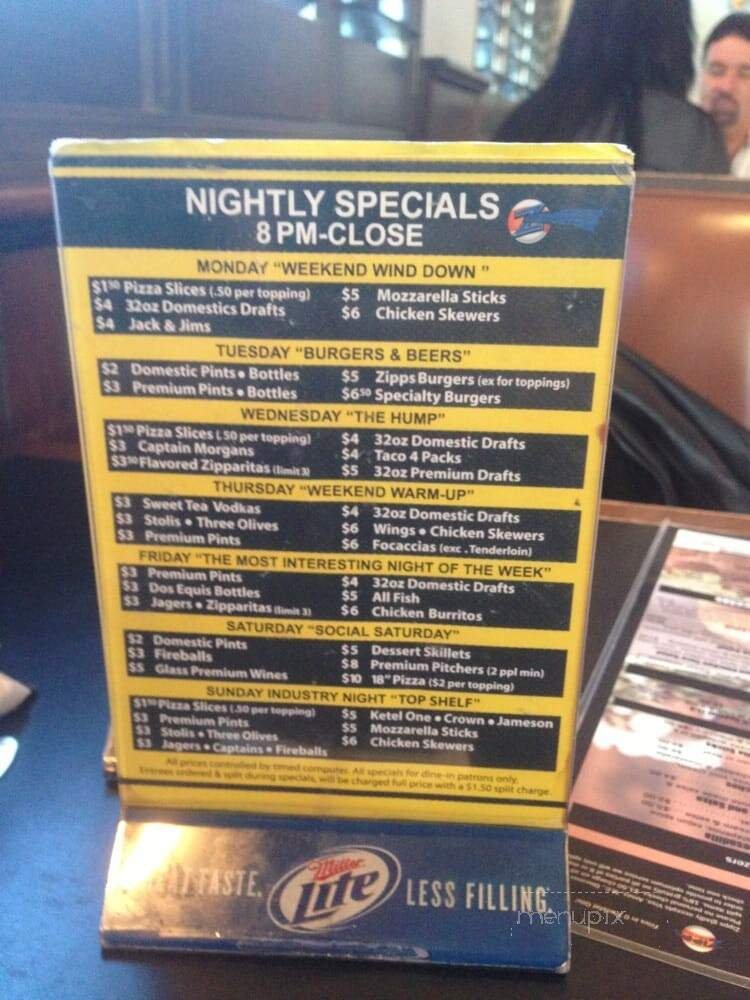 NIGHTLY SPECIALS
8 PM-CLOSE
MONDAY "WEEKEND WIND DOWN "
$1⁵⁰ Pizza Slices (.50 per topping)
$4 32oz Domestics Drafts
$4 Jack & Jims
$5 Mozzarella Sticks
$6 Chicken Skewers
TUESDAY "BURGERS & BEERS"
$2 Domestic Pints • Bottles
$3 Premium Pints • Bottles
$5 Zipps Burgers (ex for toppings)
$6⁵⁰ Specialty Burgers
WEDNESDAY "THE HUMP"
$1⁵⁰ Pizza Slices (.50 per topping)
$3 Captain Morgans
$3⁵⁰ Flavored Zipparitas (limit 3)
$4 32oz Domestic Drafts
$4 Taco 4 Packs
$5 32oz Premium Drafts
THURSDAY "WEEKEND WARM-UP"
$3 Sweet Tea Vodkas
$3 Stolis • Three Olives
$3 Premium Pints
$4 32oz Domestic Drafts
$6 Wings • Chicken Skewers
$6 Focaccias (exc . Tenderloin)
FRIDAY "THE MOST INTERESTING NIGHT OF THE WEEK"
$3 Premium Pints
$3 Dos Equis Bottles
$3 Jagers • Zipparitas (limit 3)
$4 32oz Domestic Drafts
$5 All Fish
$6 Chicken Burritos
SATURDAY "SOCIAL SATURDAY"
$2 Domestic Pints
$3 Fireballs
$5 Glass Premium Wines
$5 Dessert Skillets
$8 Premium Pitchers (2 ppl min)
$10 18" Pizza ($2 per topping)
SUNDAY INDUSTRY NIGHT "TOP SHELF"
$1⁵⁰ Pizza Slices (.50 per topping)
$3 Premium Pints
$3 Stolis • Three Olives
$3 Jagers • Captains • Fireballs
$5 Ketel One • Crown • Jameson
$5 Mozzarella Sticks
$6 Chicken Skewers
All prices controlled by timed computer. All specials for dine-in patrons only.
Entrees ordered & split during specials, will be charged full price with a $1.50 split charge.
TASTE.
Miller
Lite
LESS FILLING.
menupix